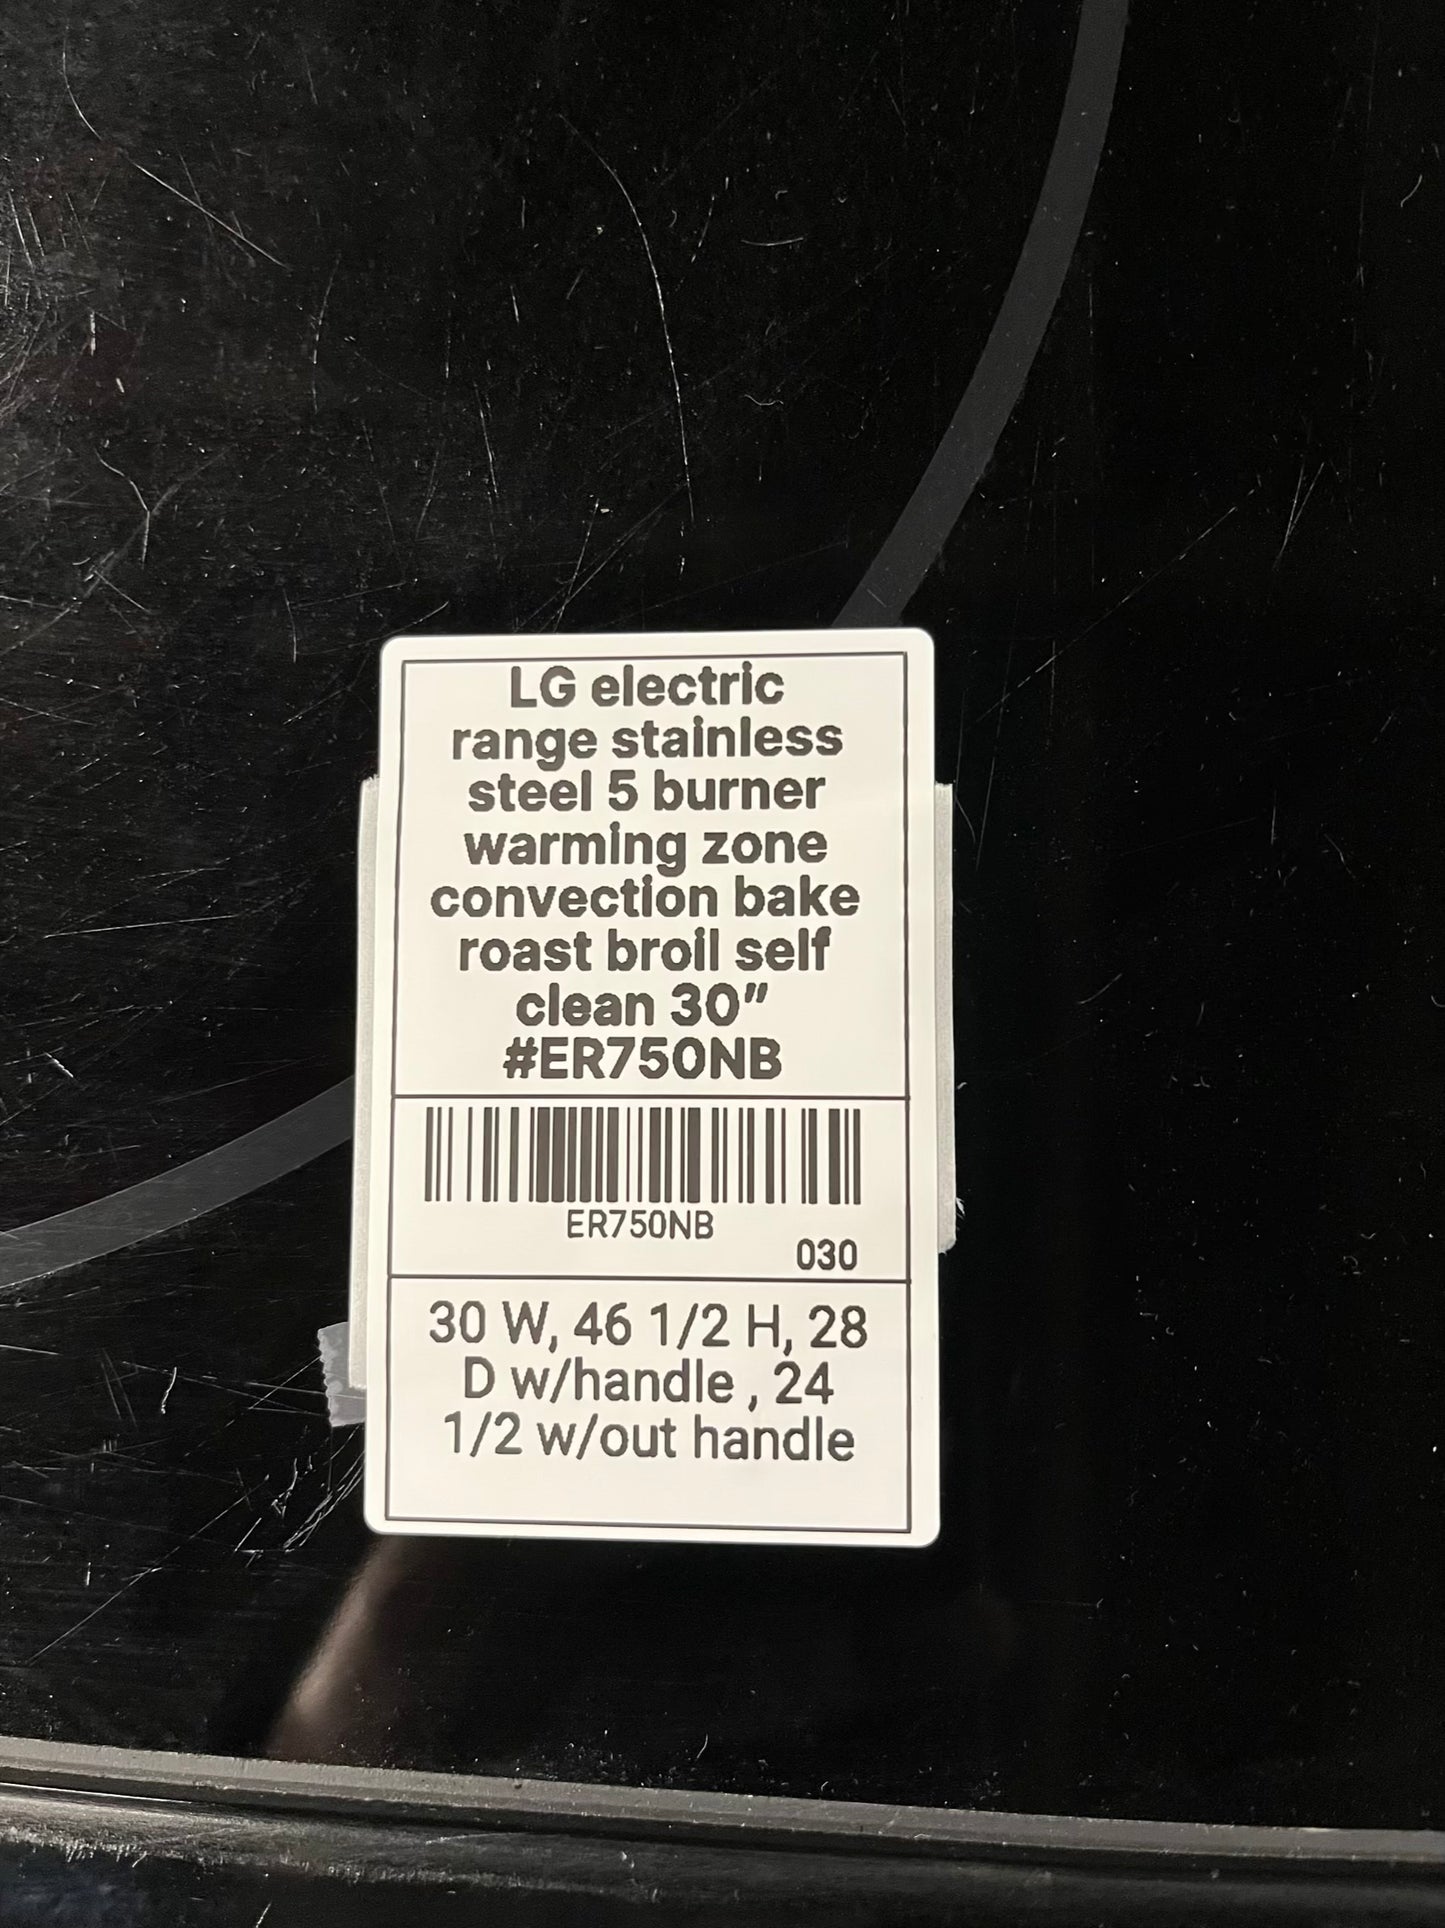 LG electric
range stainless
steel 5 burner
warming zone
convection bake
roast broil self
clean 30”
#ER750NB
ER750NB
030
30 W, 46 1/2 H, 28
D w/handle , 24
1/2 w/out handle